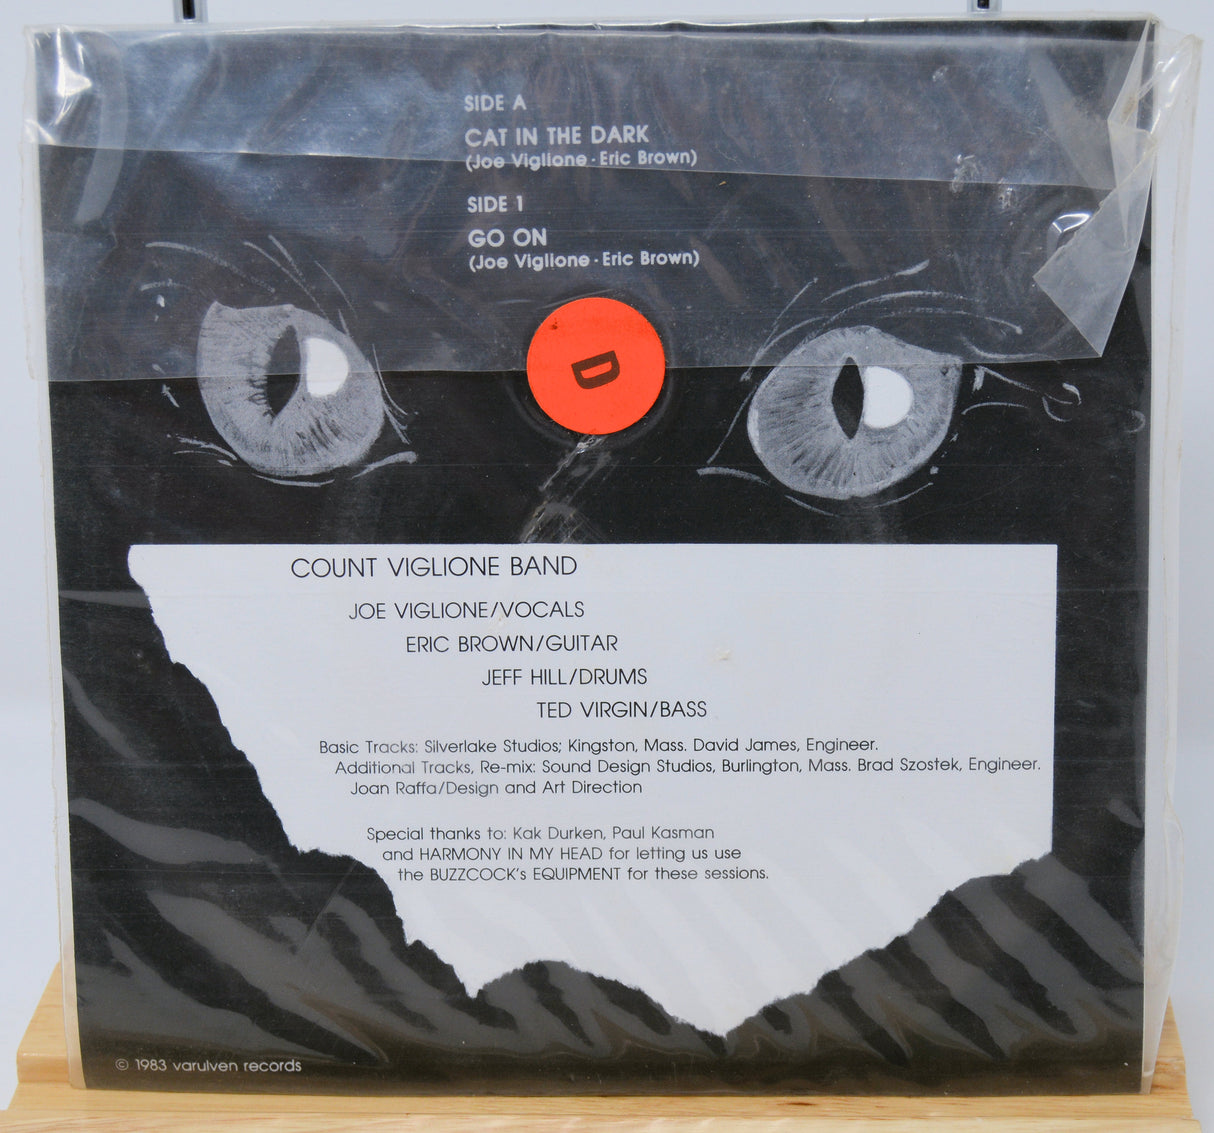 SIDE A
CAT IN THE DARK
(Joe Viglione · Eric Brown)
SIDE 1
GO ON
(Joe Viglione · Eric Brown)
D
COUNT VIGLIONE BAND
JOE VIGLIONE/VOCALS
ERIC BROWN/GUITAR
JEFF HILL/DRUMS
TED VIRGIN/BASS
Basic Tracks: Silverlake Studios; Kingston, Mass. David James, Engineer.
Additional Tracks, Re-mix: Sound Design Studios, Burlington, Mass. Brad Szostek, Engineer.
Joan Raffa/Design and Art Direction
Special thanks to: Kak Durken, Paul Kasman
and HARMONY IN MY HEAD for letting us use
the BUZZCOCK's EQUIPMENT for these sessions.
© 1983 varulven records